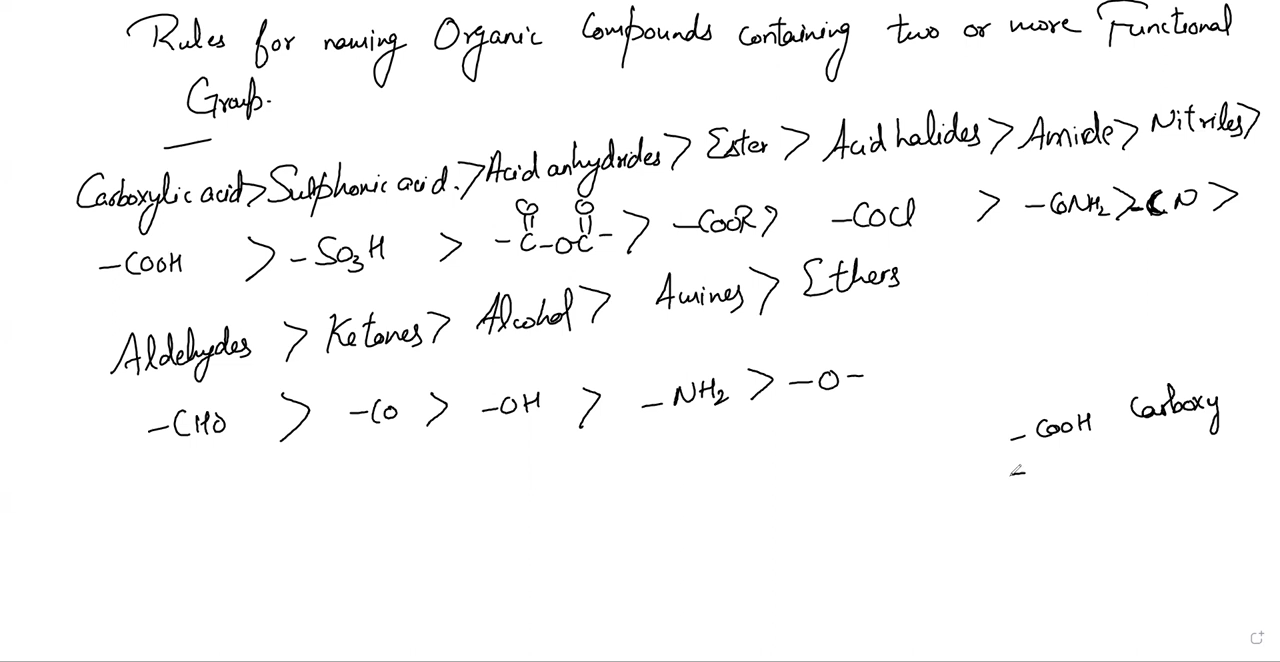 Rules for naming Organic Compounds containing two or more Functional
Group.
Carboxylic acid > Sulphonic acid. > Acid anhydrides > Ester > Acid halides > Amide > Nitriles >
-COOH > -SO3H > -C(=O)-OC(=O)- > -COOR > -COCl > -CONH2 > -CN >
Aldehydes > Ketones > Alcohol > Amines > Ethers
-CHO > -CO > -OH > -NH2 > -O-
-COOH Carboxy